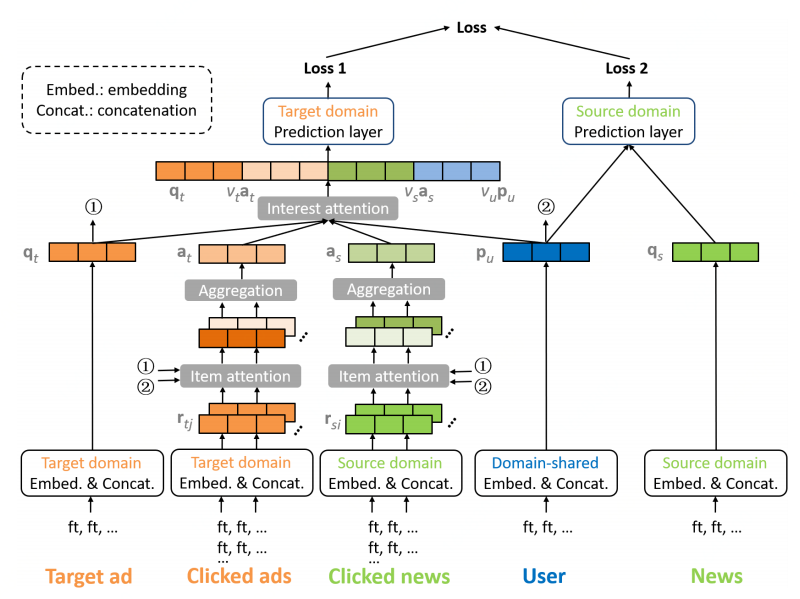 Loss
Loss 1
Loss 2
Embed.: embedding
Concat.: concatenation
Target domain
Prediction layer
Source domain
Prediction layer
q_t
v_t a_t
v_s a_s
v_u p_u
Interest attention
①
②
q_t
a_t
a_s
p_u
q_s
Aggregation
Aggregation
...
...
①
②
Item attention
Item attention
①
②
r_tj
...
r_si
...
Target domain
Embed. & Concat.
Target domain
Embed. & Concat.
Source domain
Embed. & Concat.
Domain-shared
Embed. & Concat.
Source domain
Embed. & Concat.
ft, ft, ...
ft, ft, ...
ft, ft, ...
...
ft, ft, ...
ft, ft, ...
...
ft, ft, ...
ft, ft, ...
Target ad
Clicked ads
Clicked news
User
News